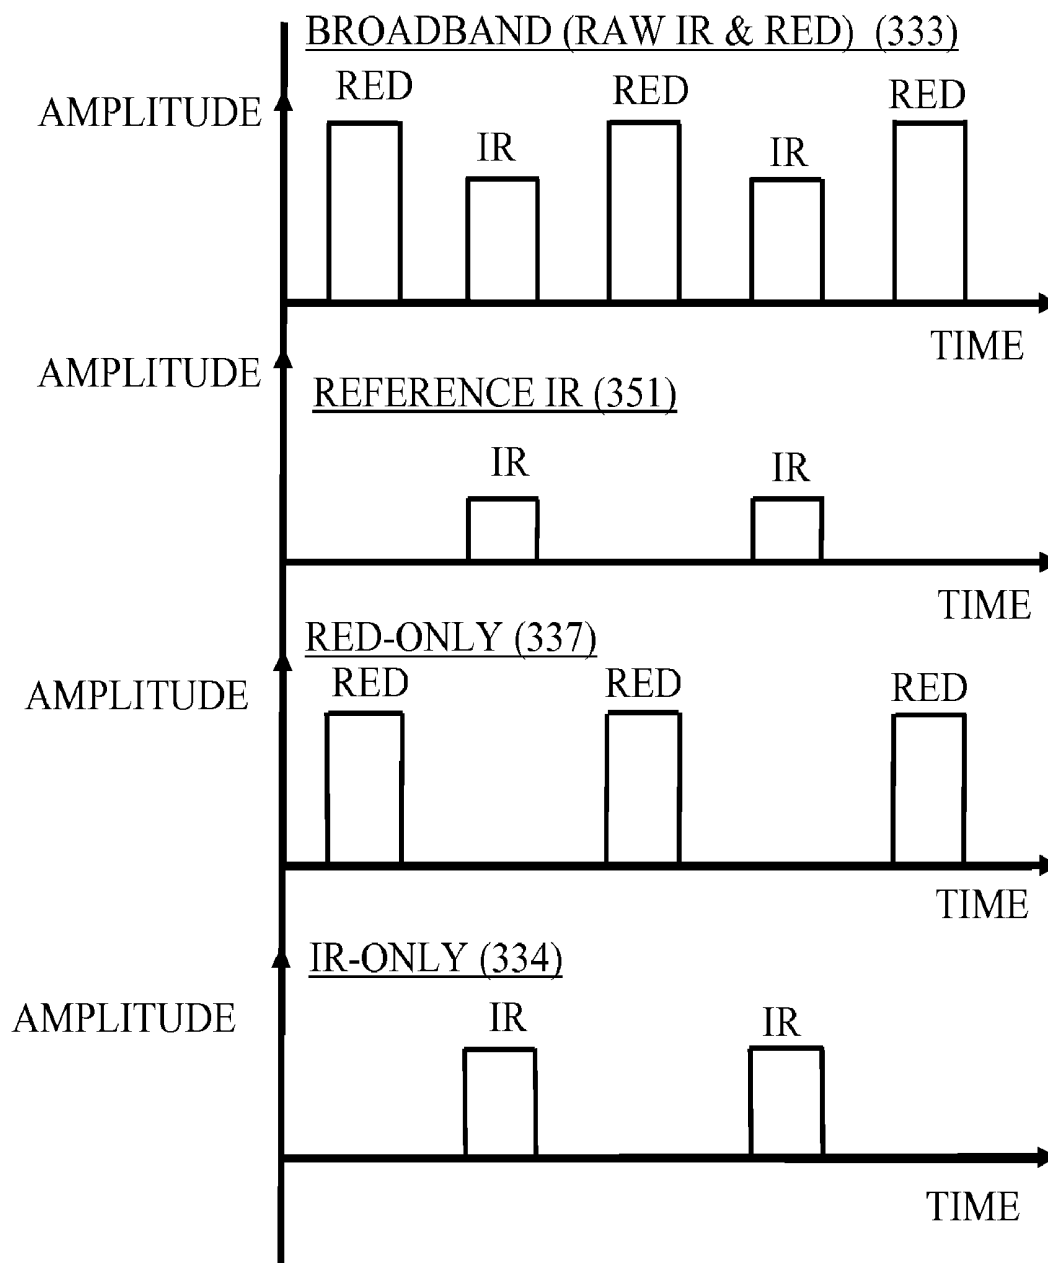 BROADBAND (RAW IR & RED) (333)
RED
RED
RED
AMPLITUDE
IR
IR
TIME
AMPLITUDE
REFERENCE IR (351)
IR
IR
TIME
RED-ONLY (337)
RED
RED
RED
AMPLITUDE
TIME
IR-ONLY (334)
AMPLITUDE
IR
IR
TIME